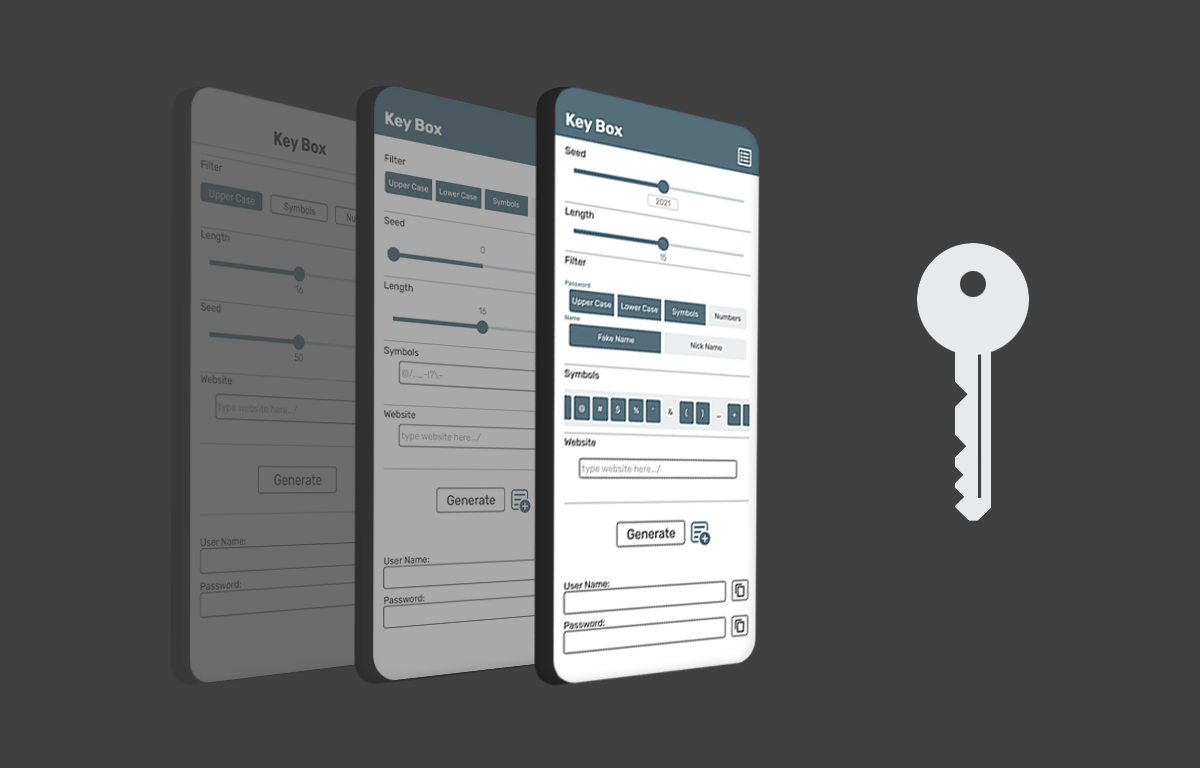 Key Box
Filter
Upper Case
Symbols
Nu
Length
16
Seed
50
Website
type website here.../
Generate
User Name:
Password:
Key Box
Filter
Upper Case
Lower Case
Symbols
Seed
0
Length
16
Symbols
Website
type website here.../
Generate
User Name:
Password:
Key Box
Seed
2021
Length
15
Filter
Password
Upper Case
Lower Case
Symbols
Numbers
Name
Fake Name
Nick Name
Symbols
@ # $ % & ( ) _ +
Website
type website here.../
Generate
User Name:
Password: